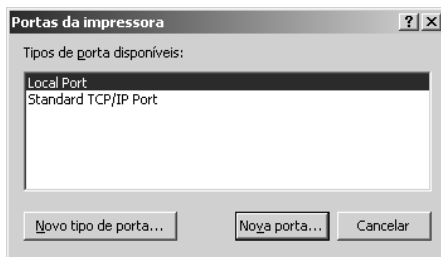 Portas da impressora
Tipos de porta disponíveis:
Local Port
Standard TCP/IP Port
Novo tipo de porta... Nova porta... Cancelar